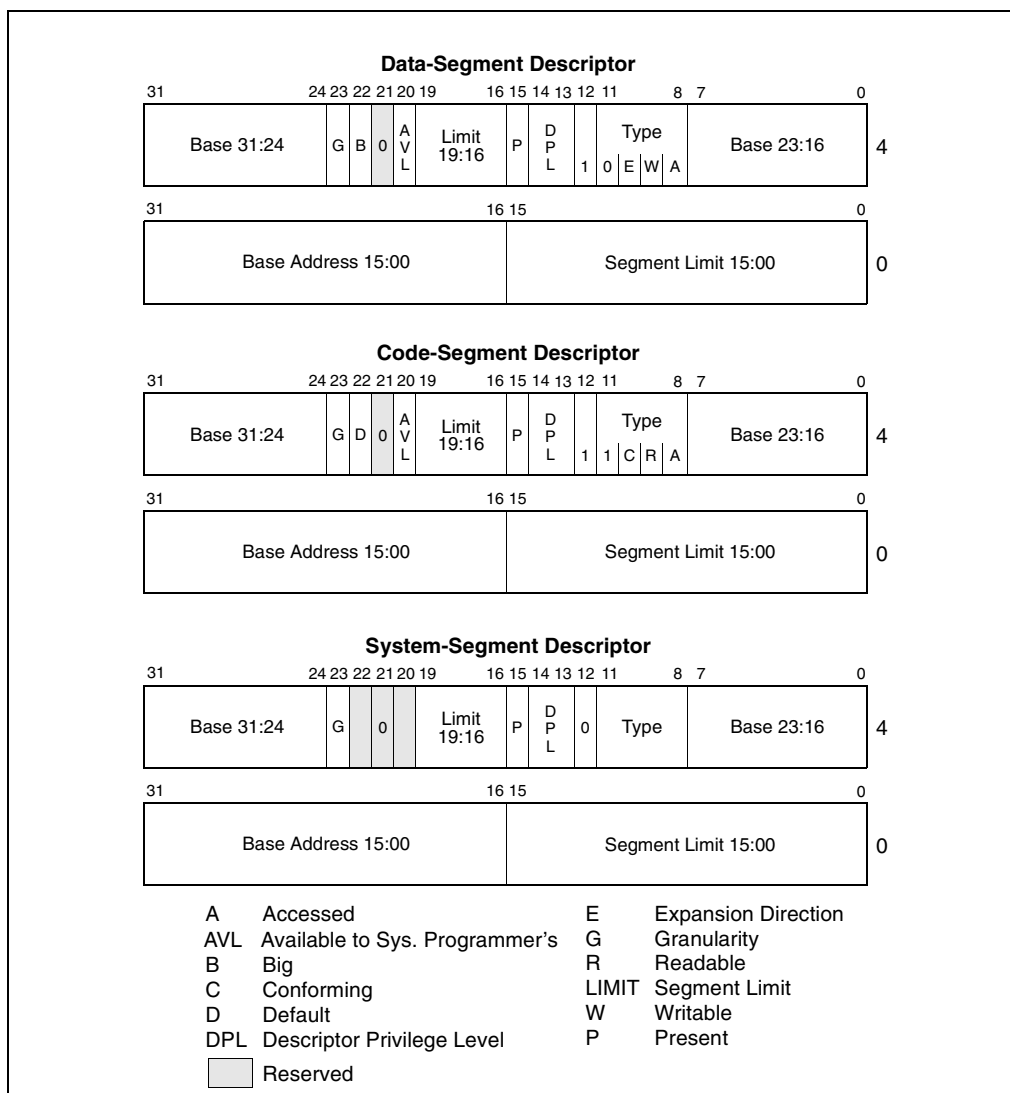 Data-Segment Descriptor
31 24 23 22 21 20 19 16 15 14 13 12 11 8 7 0
Base 31:24 G B 0 AVL Limit 19:16 P DPL 1 Type 0 E W A Base 23:16 4
31 16 15 0
Base Address 15:00 Segment Limit 15:00 0
Code-Segment Descriptor
31 24 23 22 21 20 19 16 15 14 13 12 11 8 7 0
Base 31:24 G D 0 AVL Limit 19:16 P DPL 1 Type 1 C R A Base 23:16 4
31 16 15 0
Base Address 15:00 Segment Limit 15:00 0
System-Segment Descriptor
31 24 23 22 21 20 19 16 15 14 13 12 11 8 7 0
Base 31:24 G 0 Limit 19:16 P DPL 0 Type Base 23:16 4
31 16 15 0
Base Address 15:00 Segment Limit 15:00 0
A Accessed E Expansion Direction
AVL Available to Sys. Programmer's G Granularity
B Big R Readable
C Conforming LIMIT Segment Limit
D Default W Writable
DPL Descriptor Privilege Level P Present
Reserved